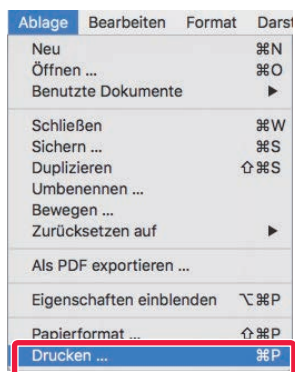 Ablage Bearbeiten Format Darst
Neu ⌘N
Öffnen ... ⌘O
Benutzte Dokumente ▶
Schließen ⌘W
Sichern ... ⌘S
Duplizieren ⇧⌘S
Umbenennen ...
Bewegen ...
Zurücksetzen auf ▶
Als PDF exportieren ...
Eigenschaften einblenden ⌥⌘P
Papierformat ... ⇧⌘P
Drucken ... ⌘P